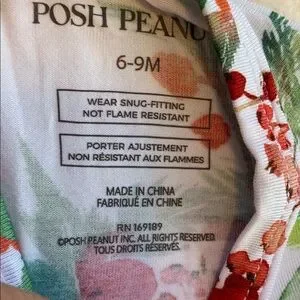 POSH PEANU
6-9M
WEAR SNUG-FITTING
NOT FLAME RESISTANT
PORTER AJUSTEMENT
NON RÉSISTANT AUX FLAMMES
MADE IN CHINA
FABRIQUÉ EN CHINE
RN 169189
©POSH PEANUT INC. ALL RIGHTS RESERVED.
TOUS DROITS RÉSERVÉS.